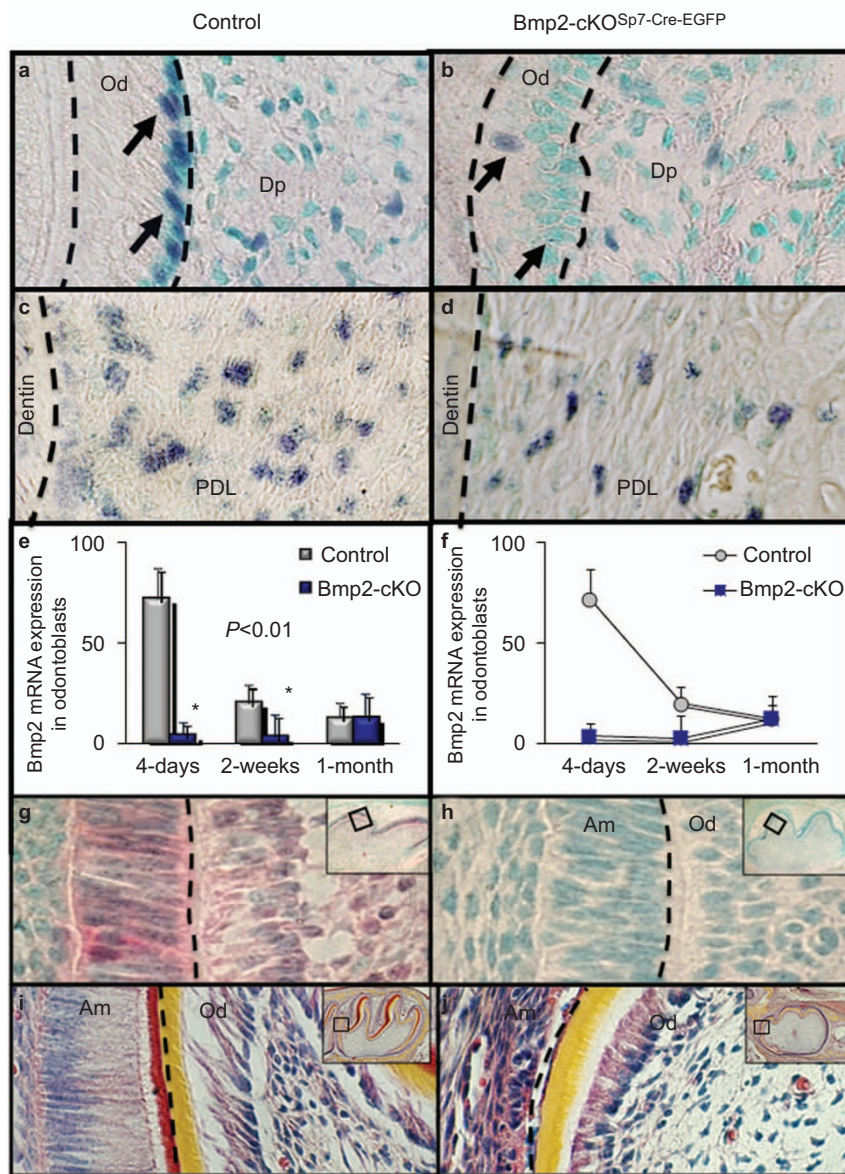 Control
Bmp2-cKO^Sp7-Cre-EGFP
a
Od
Dp
b
Od
Dp
c
Dentin
PDL
d
Dentin
PDL
e
100
50
0
Bmp2 mRNA expression
in odontoblasts
Control
Bmp2-cKO
P<0.01
*
*
4-days
2-weeks
1-month
f
100
50
0
Bmp2 mRNA expression
in odontoblasts
Control
Bmp2-cKO
4-days
2-weeks
1-month
g
h
Am
Od
i
Am
Od
j
Am
Od